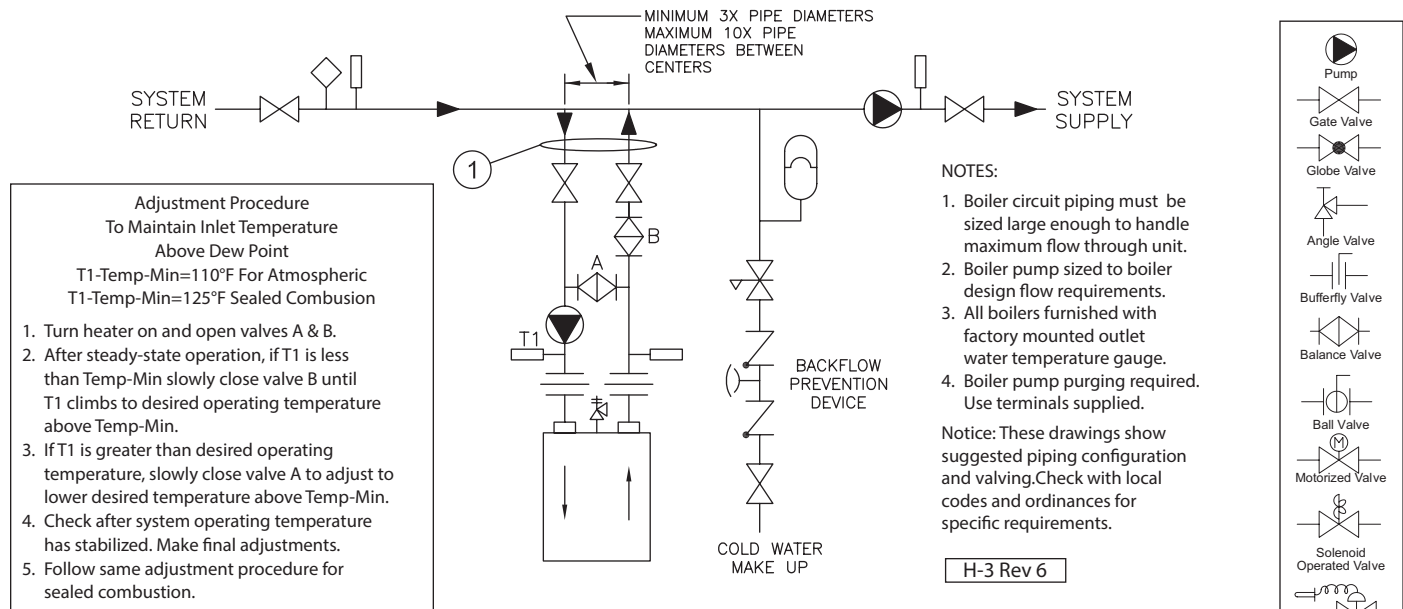 MINIMUM 3X PIPE DIAMETERS
MAXIMUM 10X PIPE
DIAMETERS BETWEEN
CENTERS
SYSTEM
RETURN
SYSTEM
SUPPLY
1
B
A
T1
BACKFLOW
PREVENTION
DEVICE
COLD WATER
MAKE UP
Adjustment Procedure
To Maintain Inlet Temperature
Above Dew Point
T1-Temp-Min=110°F For Atmospheric
T1-Temp-Min=125°F Sealed Combusion
1. Turn heater on and open valves A & B.
2. After steady-state operation, if T1 is less
than Temp-Min slowly close valve B until
T1 climbs to desired operating temperature
above Temp-Min.
3. If T1 is greater than desired operating
temperature, slowly close valve A to adjust to
lower desired temperature above Temp-Min.
4. Check after system operating temperature
has stabilized. Make final adjustments.
5. Follow same adjustment procedure for
sealed combustion.
NOTES:
1. Boiler circuit piping must be
sized large enough to handle
maximum flow through unit.
2. Boiler pump sized to boiler
design flow requirements.
3. All boilers furnished with
factory mounted outlet
water temperature gauge.
4. Boiler pump purging required.
Use terminals supplied.
Notice: These drawings show
suggested piping configuration
and valving.Check with local
codes and ordinances for
specific requirements.
H-3 Rev 6
Pump
Gate Valve
Globe Valve
Angle Valve
Bufferfly Valve
Balance Valve
Ball Valve
M
Motorized Valve
Solenoid
Operated Valve